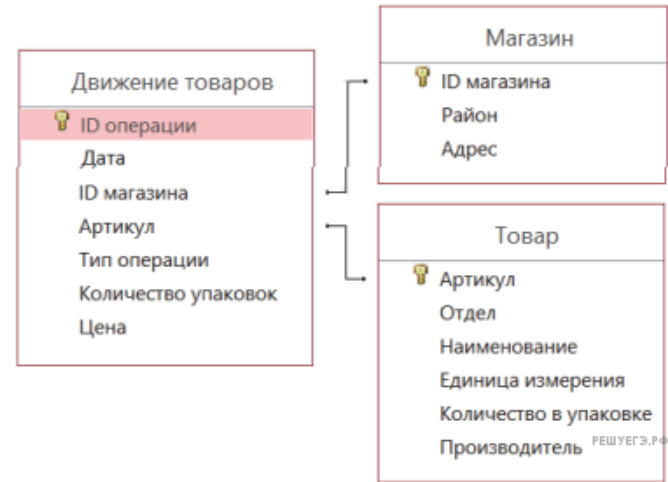 Движение товаров
ID операции
Дата
ID магазина
Артикул
Тип операции
Количество упаковок
Цена
Магазин
ID магазина
Район
Адрес
Товар
Артикул
Отдел
Наименование
Единица измерения
Количество в упаковке
Производитель
РЕШУЕГЭ.РФ